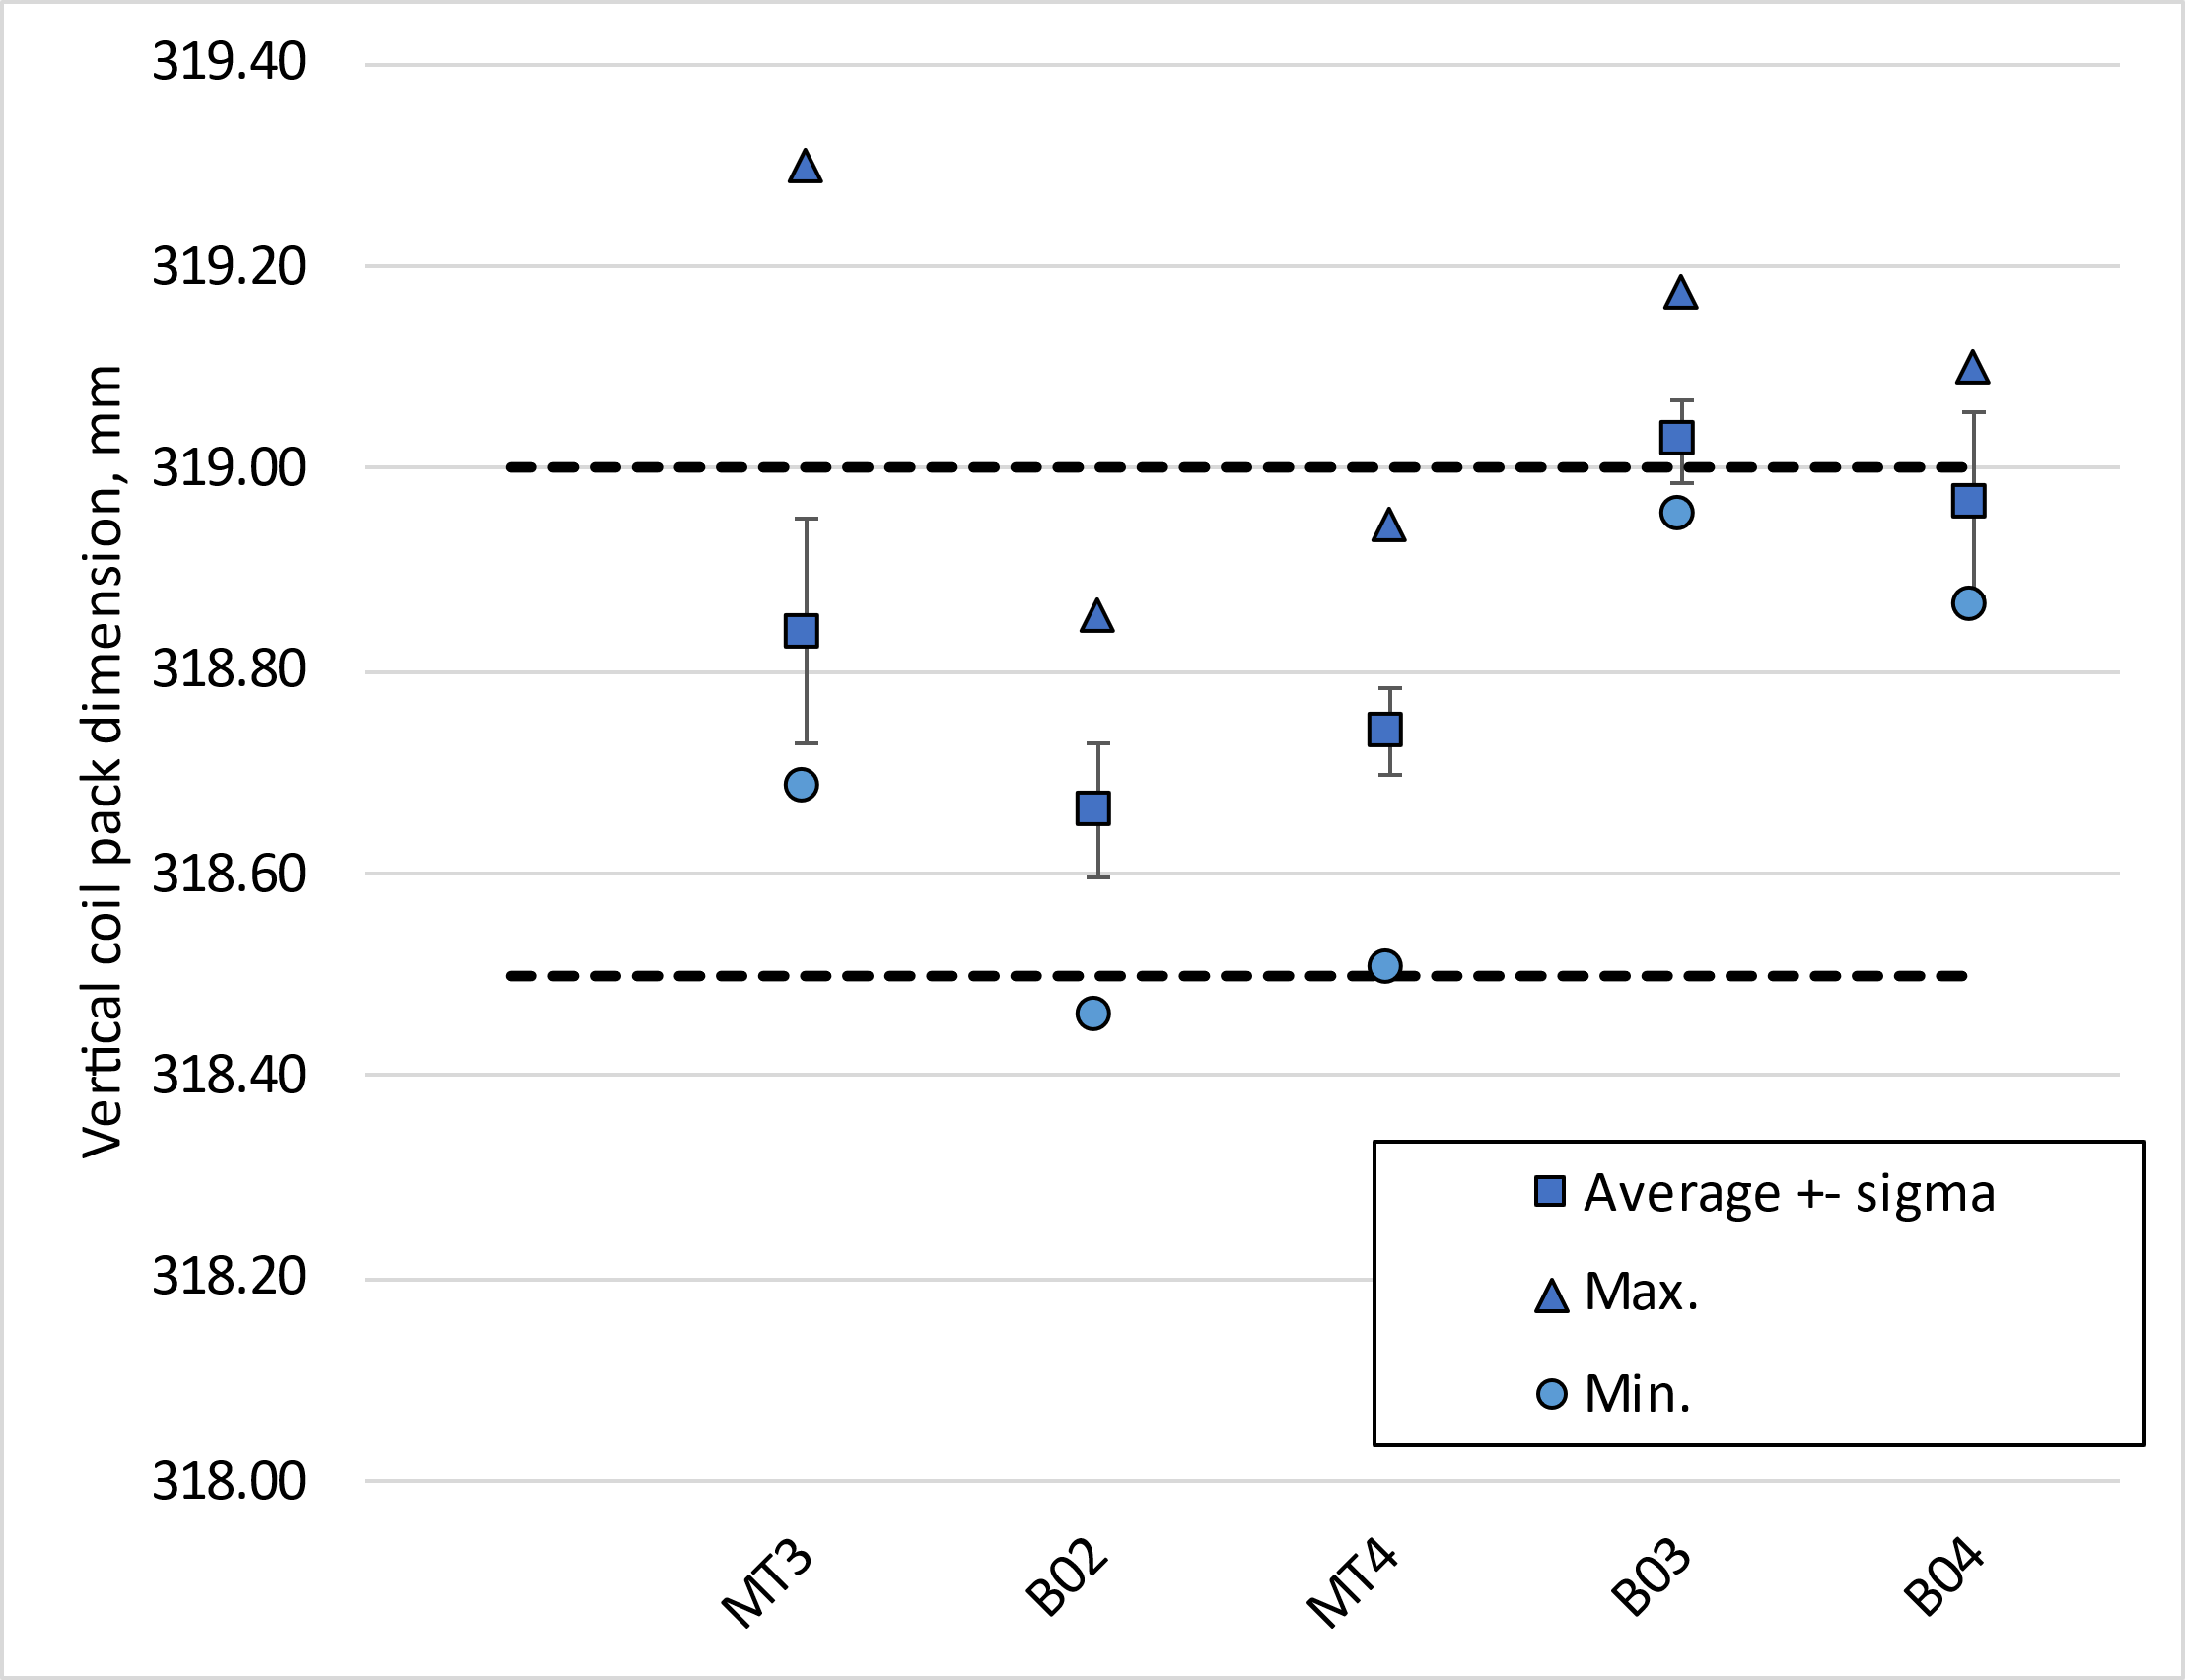 319.40
319.20
319.00
318.80
318.60
318.40
318.20
318.00
Vertical coil pack dimension, mm
MT3
B02
MT4
B03
B04
Average +- sigma
Max.
Min.